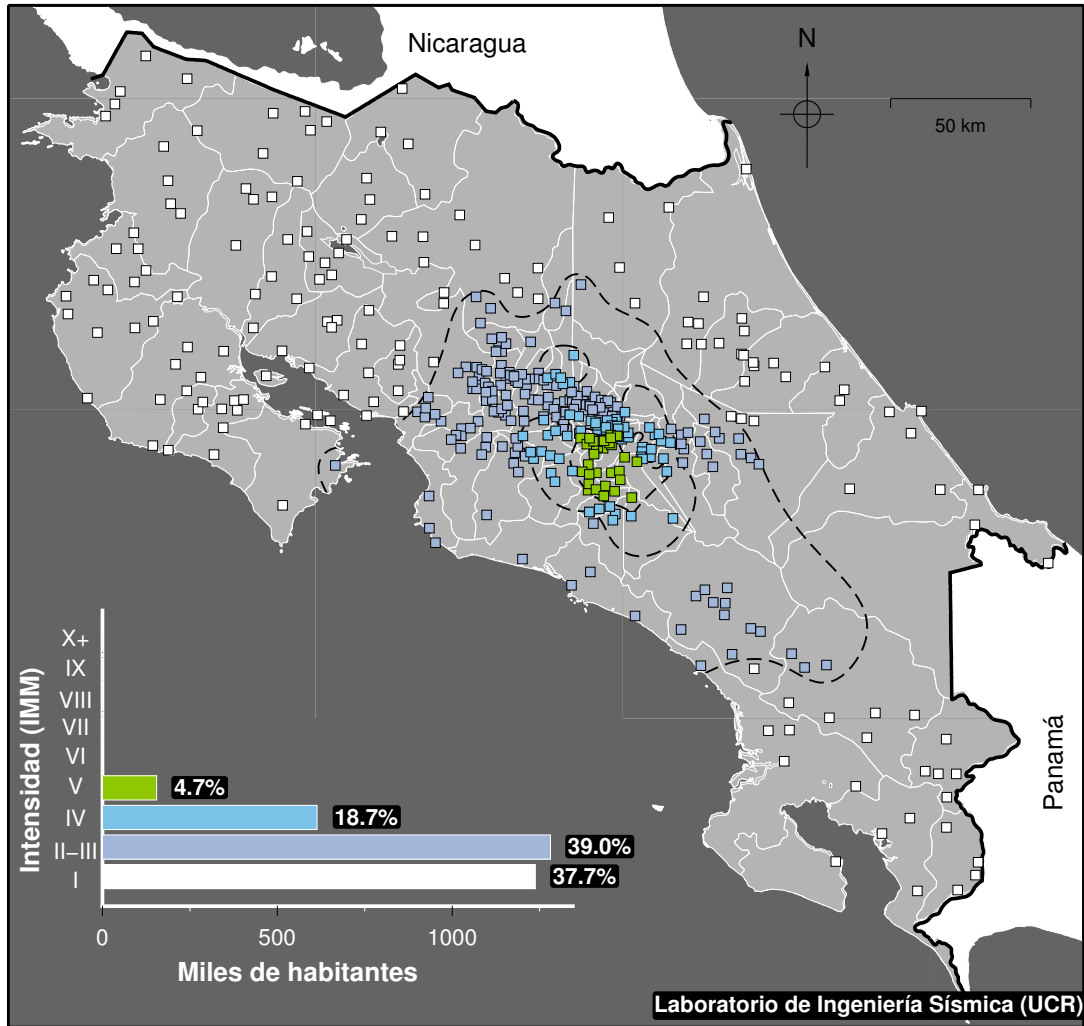 Nicaragua
N
50 km
Panamá
Intensidad (IMM)
X+
IX
VIII
VII
VI
V
4.7%
IV
18.7%
II−III
39.0%
I
37.7%
0
500
1000
Miles de habitantes
Laboratorio de Ingeniería Sísmica (UCR)